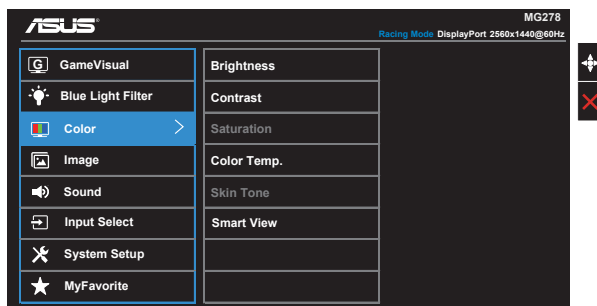 ASUS
MG278
Racing Mode DisplayPort 2560x1440@60Hz
G GameVisual
Blue Light Filter
Color
Image
Sound
Input Select
System Setup
MyFavorite
Brightness
Contrast
Saturation
Color Temp.
Skin Tone
Smart View